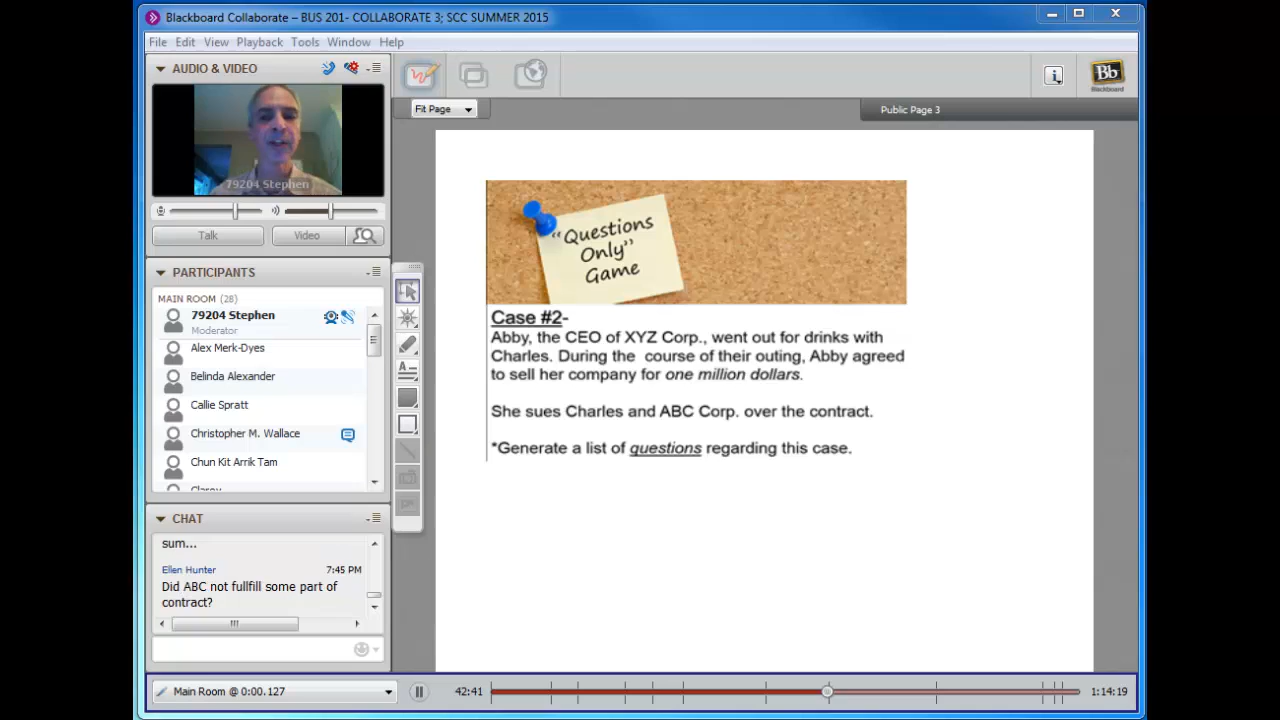 Blackboard Collaborate – BUS 201- COLLABORATE 3; SCC SUMMER 2015
File Edit View Playback Tools Window Help
AUDIO & VIDEO
79204 Stephen
Talk
Video
PARTICIPANTS
MAIN ROOM (28)
79204 Stephen
Moderator
Alex Merk-Dyes
Belinda Alexander
Callie Spratt
Christopher M. Wallace
Chun Kit Arrik Tam
CHAT
sum...
Ellen Hunter 7:45 PM
Did ABC not fullfill some part of
contract?
Main Room @ 0:00.127
Fit Page
Public Page 3
i
Bb
Blackboard
"Questions
Only"
Game
Case #2-
Abby, the CEO of XYZ Corp., went out for drinks with
Charles. During the course of their outing, Abby agreed
to sell her company for one million dollars.
She sues Charles and ABC Corp. over the contract.
*Generate a list of questions regarding this case.
42:41
1:14:19